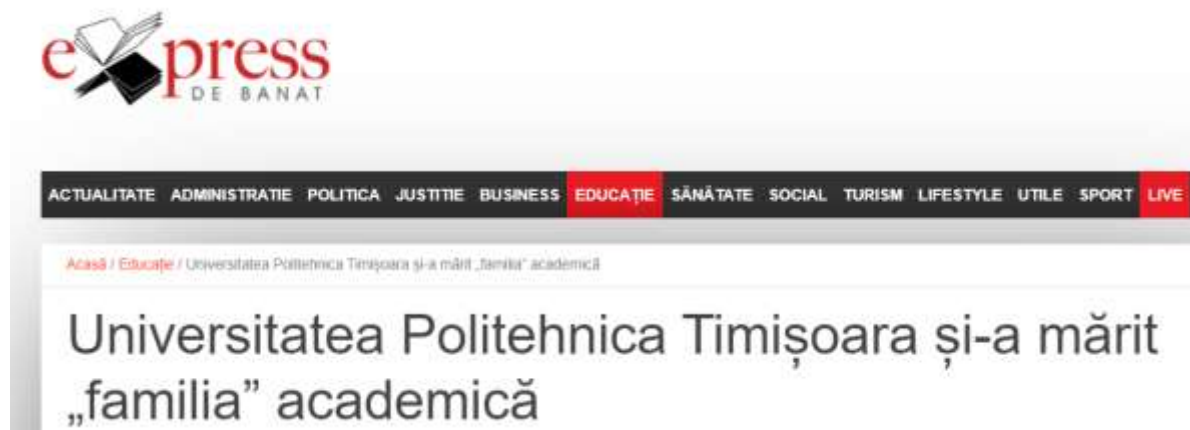 express
DE BANAT
ACTUALITATE ADMINISTRATIE POLITICA JUSTITIE BUSINESS EDUCAȚIE SĂNĂTATE SOCIAL TURISM LIFESTYLE UTILE SPORT LIVE
Acasă / Educație / Universitatea Politehnica Timișoara și-a mărit „familia” academică
Universitatea Politehnica Timișoara și-a mărit
„familia” academică